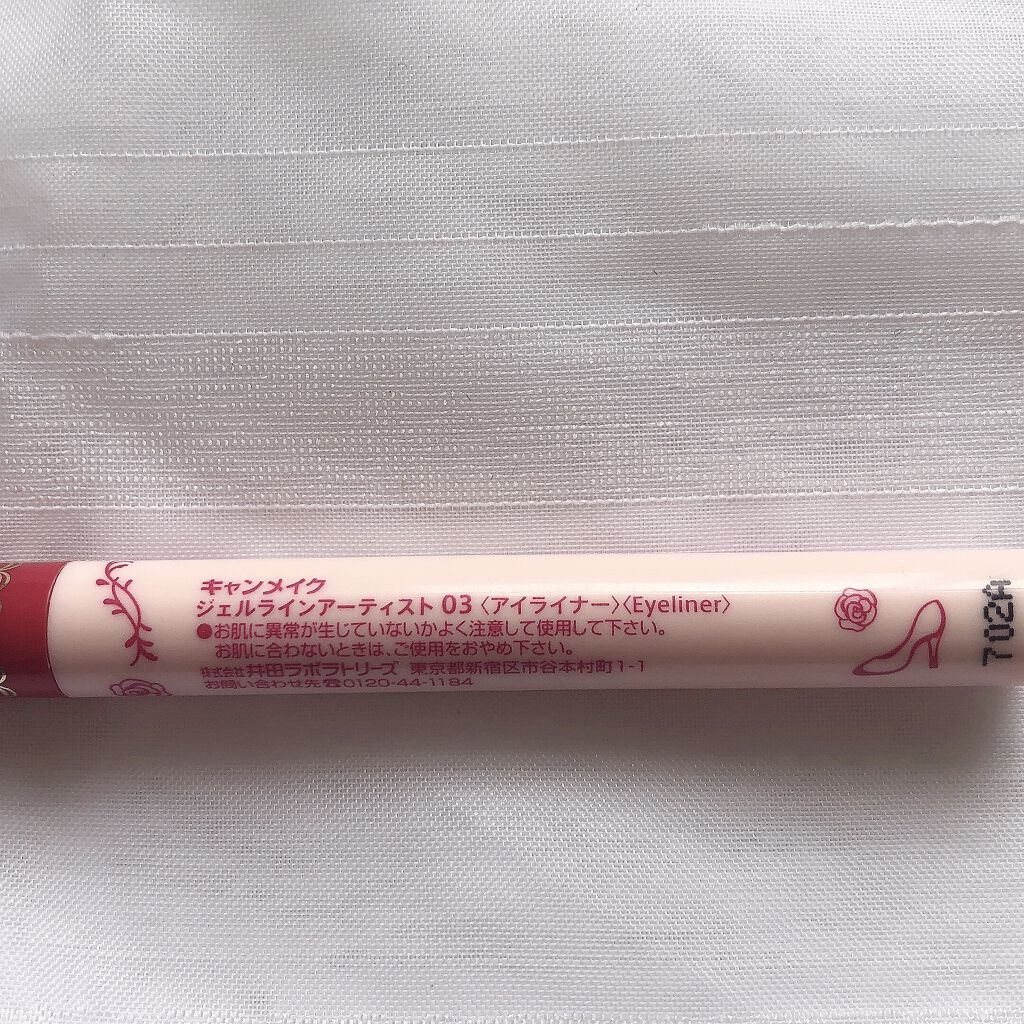 キャンメイク
ジェルラインアーティスト 03 〈アイライナー〉〈Eyeliner〉
●お肌に異常が生じていないかよく注意して使用して下さい。
お肌に合わないときは、ご使用をおやめ下さい。
株式会社 井田ラボラトリーズ 東京都新宿区市谷本村町1-1
お問い合わせ先☎0120-44-1184
702A